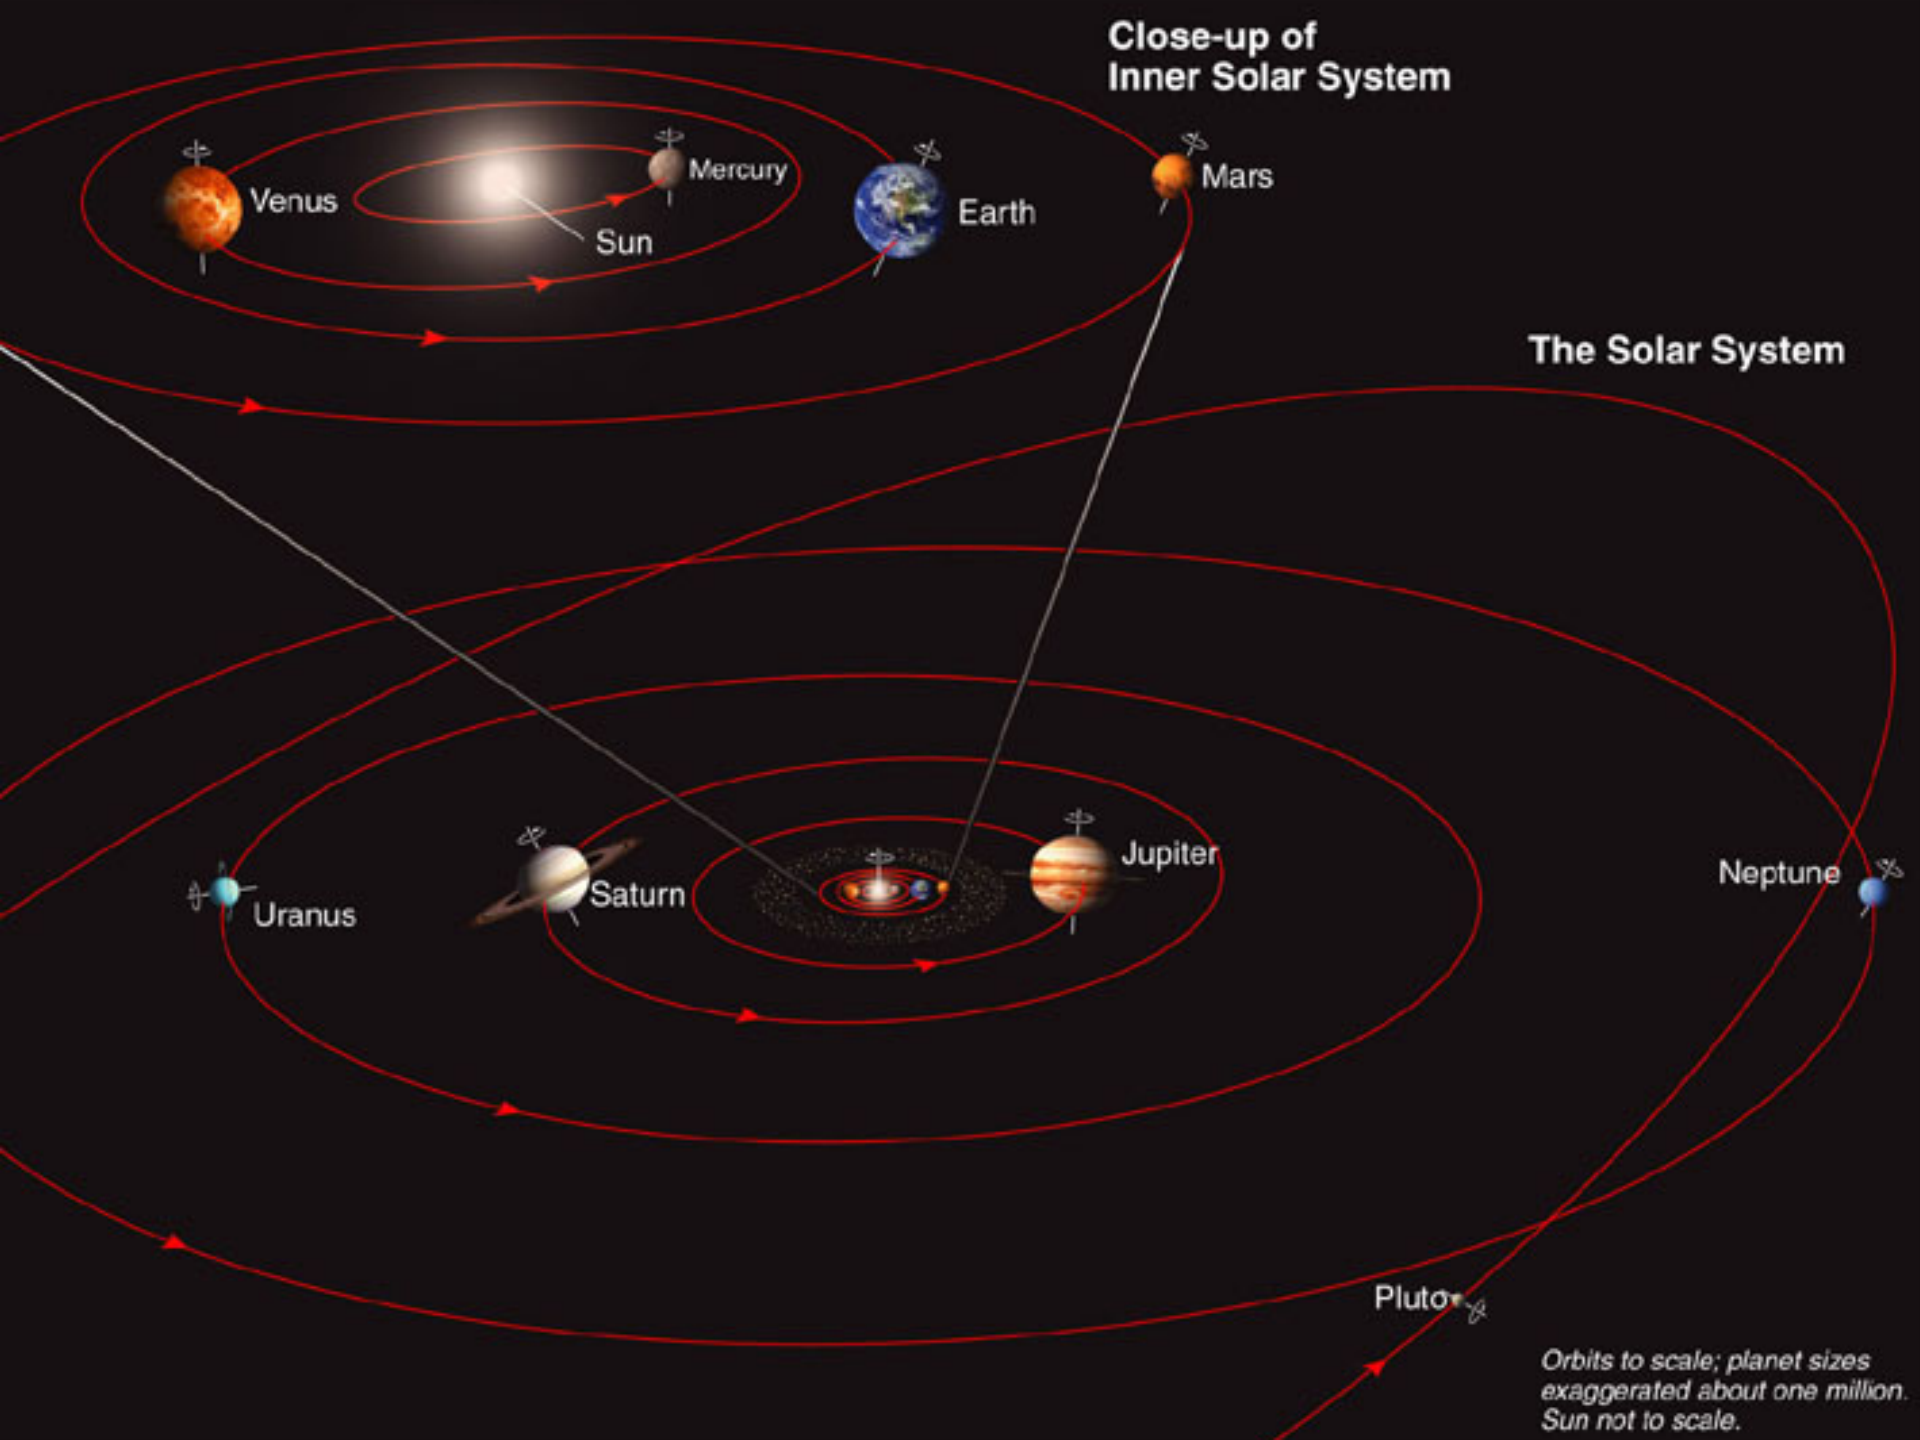 Close-up of
Inner Solar System
Venus
Mercury
Sun
Earth
Mars
The Solar System
Uranus
Saturn
Jupiter
Neptune
Pluto
Orbits to scale; planet sizes
exaggerated about one million.
Sun not to scale.